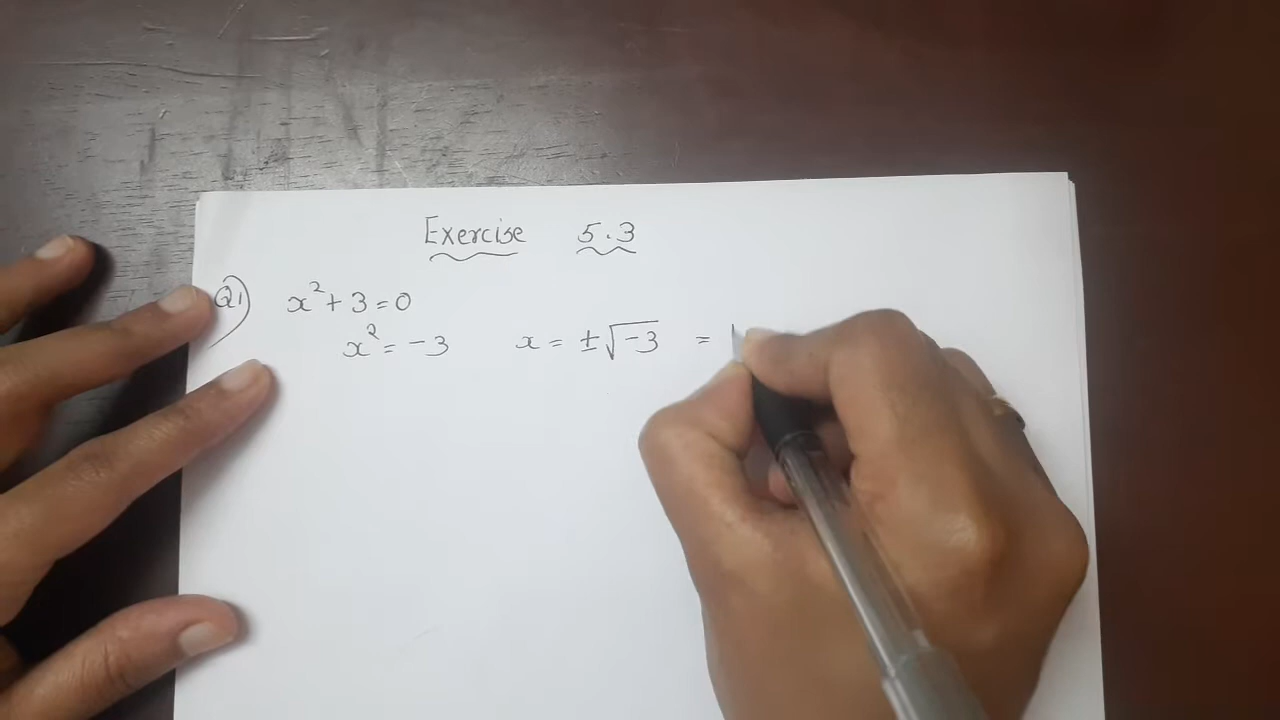 Exercise 5.3
Q1) x² + 3 = 0
x² = -3 x = ±√-3 =